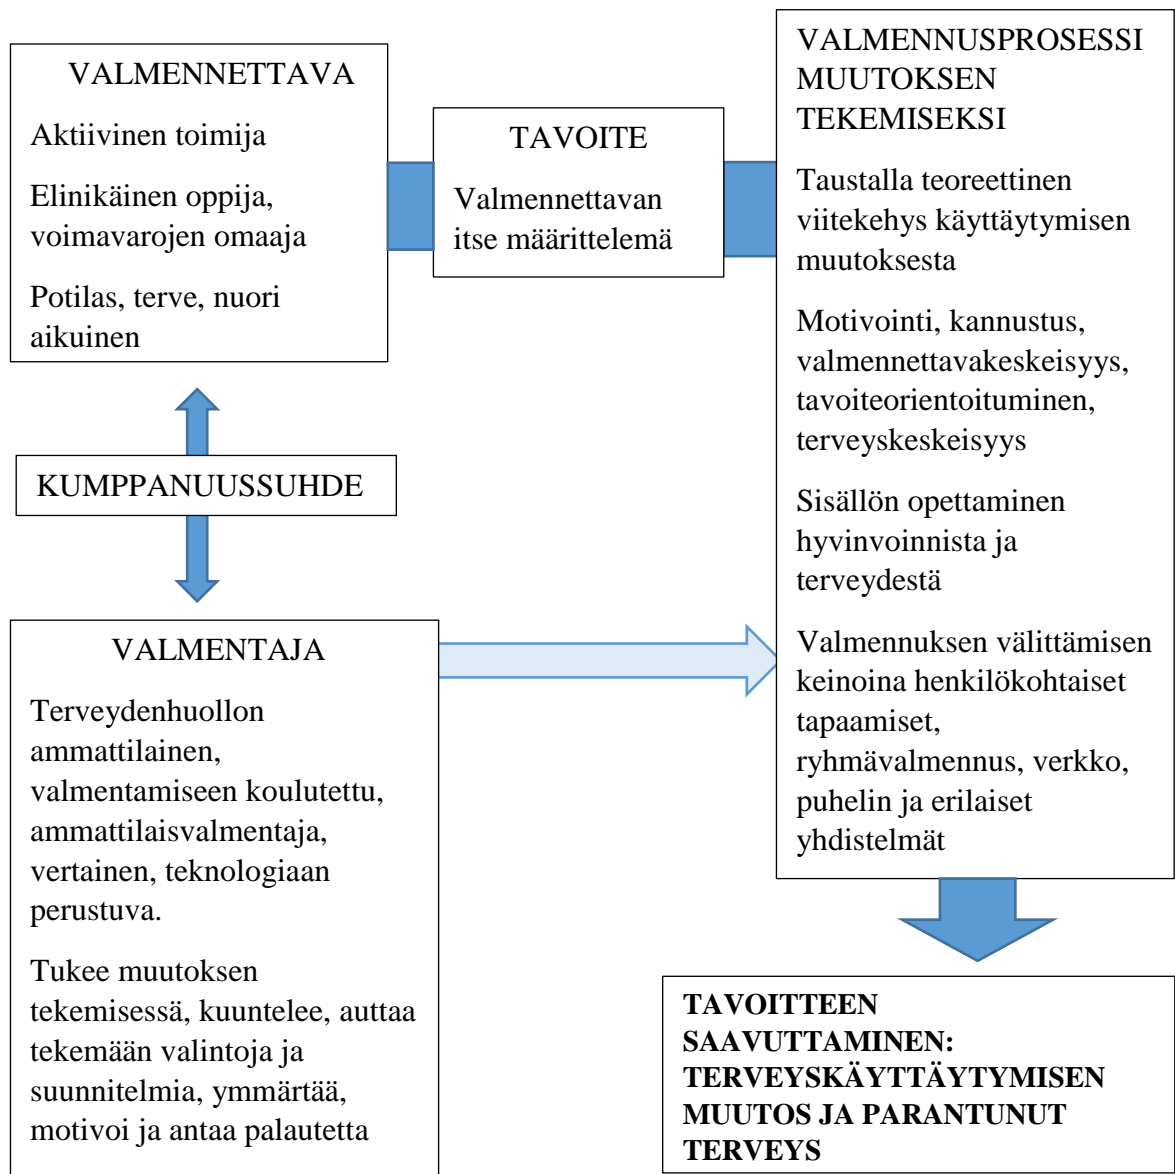 VALMENNETTAVA
Aktiivinen toimija
Elinikäinen oppija,
voimavarojen omaaja
Potilas, terve, nuori
aikuinen
TAVOITE
Valmennettavan
itse määrittelemä
VALMENNUSPROSESSI
MUUTOKSEN
TEKEMISEKSI
Taustalla teoreettinen
viitekehys käyttäytymisen
muutoksesta
Motivointi, kannustus,
valmennettavakeskeisyys,
tavoiteorientoituminen,
terveyskeskeisyys
Sisällön opettaminen
hyvinvoinnista ja
terveydestä
Valmennuksen välittämisen
keinoina henkilökohtaiset
tapaamiset,
ryhmävalmennus, verkko,
puhelin ja erilaiset
yhdistelmät
KUMPPANUUSSUHDE
VALMENTAJA
Terveydenhuollon
ammattilainen,
valmentamiseen koulutettu,
ammattilaisvalmentaja,
vertainen, teknologiaan
perustuva.
Tukee muutoksen
tekemisessä, kuuntelee, auttaa
tekemään valintoja ja
suunnitelmia, ymmärtää,
motivoi ja antaa palautetta
TAVOITTEEN
SAAVUTTAMINEN:
TERVEYSKÄYTTÄYTYMISEN
MUUTOS JA PARANTUNUT
TERVEYS